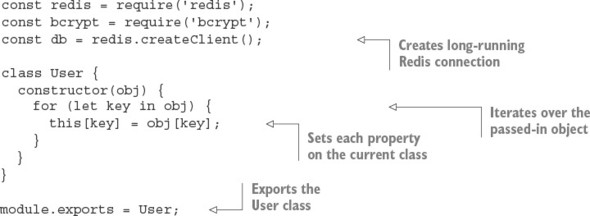 const redis = require('redis');
const bcrypt = require('bcrypt');
const db = redis.createClient();
Creates long-running
Redis connection
class User {
constructor(obj) {
for (let key in obj) {
Iterates over the
passed-in object
this[key] = obj[key];
Sets each property
on the current class
}
}
}
Exports the
User class
module.exports = User;